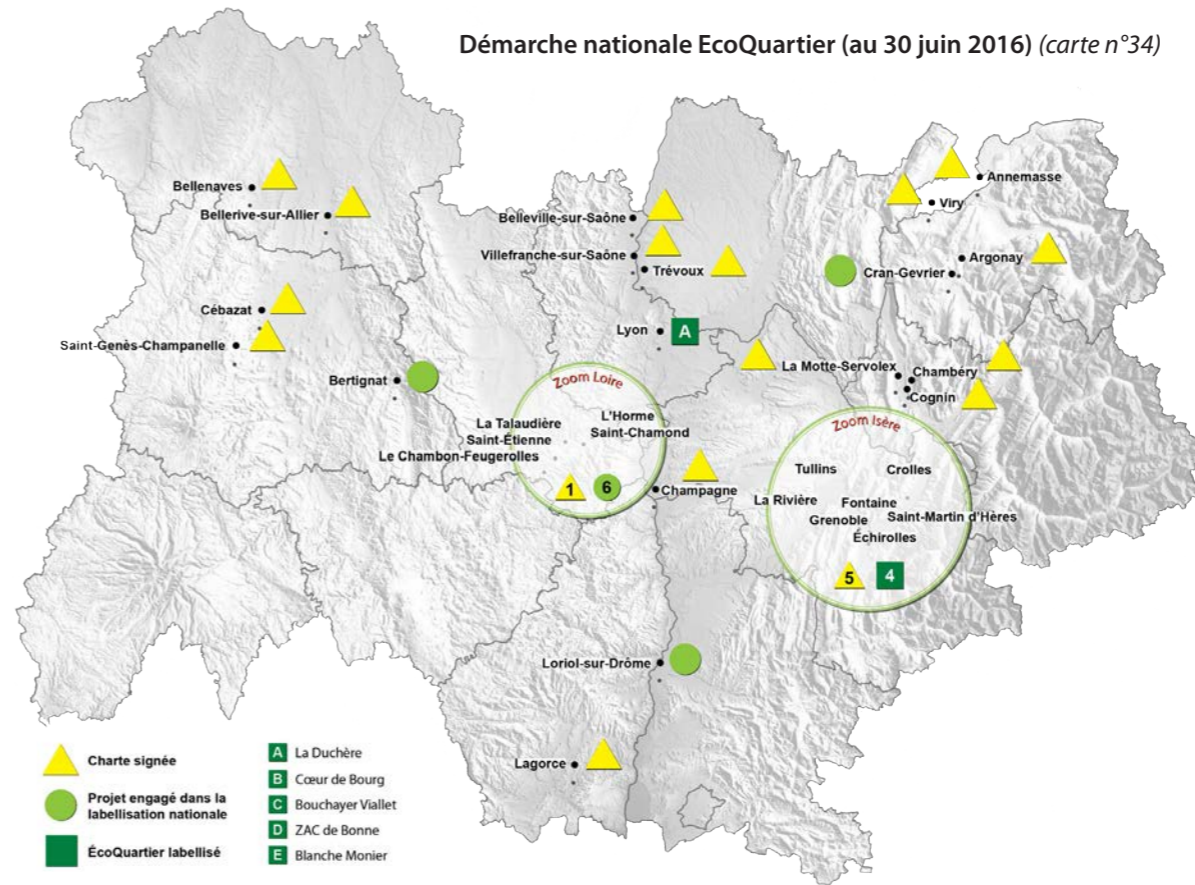 Démarche nationale EcoQuartier (au 30 juin 2016) (carte n°34)
Bellenaves
Bellerive-sur-Allier
Cébazat
Saint-Genès-Champanelle
Bertignat
Belleville-sur-Saône
Villefranche-sur-Saône
Trévoux
Lyon
A
Annemasse
Viry
Argonay
Cran-Gevrier
La Motte-Servolex
Chambéry
Cognin
Zoom Loire
L'Horme
La Talaudière
Saint-Chamond
Saint-Étienne
Le Chambon-Feugerolles
1
6
Champagne
Zoom Isère
Tullins
Crolles
La Rivière
Fontaine
Grenoble
Saint-Martin d'Hères
Échirolles
5
4
Loriol-sur-Drôme
Lagorce
Charte signée
Projet engagé dans la
labellisation nationale
ÉcoQuartier labellisé
A La Duchère
B Cœur de Bourg
C Bouchayer Viallet
D ZAC de Bonne
E Blanche Monier